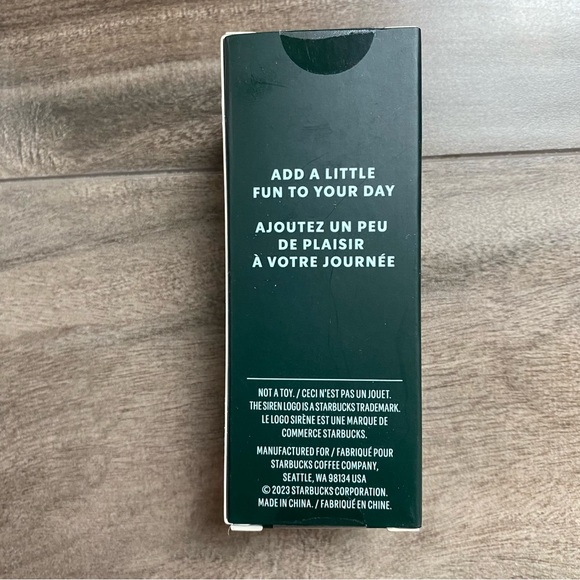 ADD A LITTLE
FUN TO YOUR DAY
AJOUTEZ UN PEU
DE PLAISIR
À VOTRE JOURNÉE
NOT A TOY. / CECI N'EST PAS UN JOUET.
THE SIREN LOGO IS A STARBUCKS TRADEMARK.
LE LOGO SIRÈNE EST UNE MARQUE DE
COMMERCE STARBUCKS.
MANUFACTURED FOR / FABRIQUÉ POUR
STARBUCKS COFFEE COMPANY,
SEATTLE, WA 98134 USA
© 2023 STARBUCKS CORPORATION.
MADE IN CHINA. / FABRIQUÉ EN CHINE.